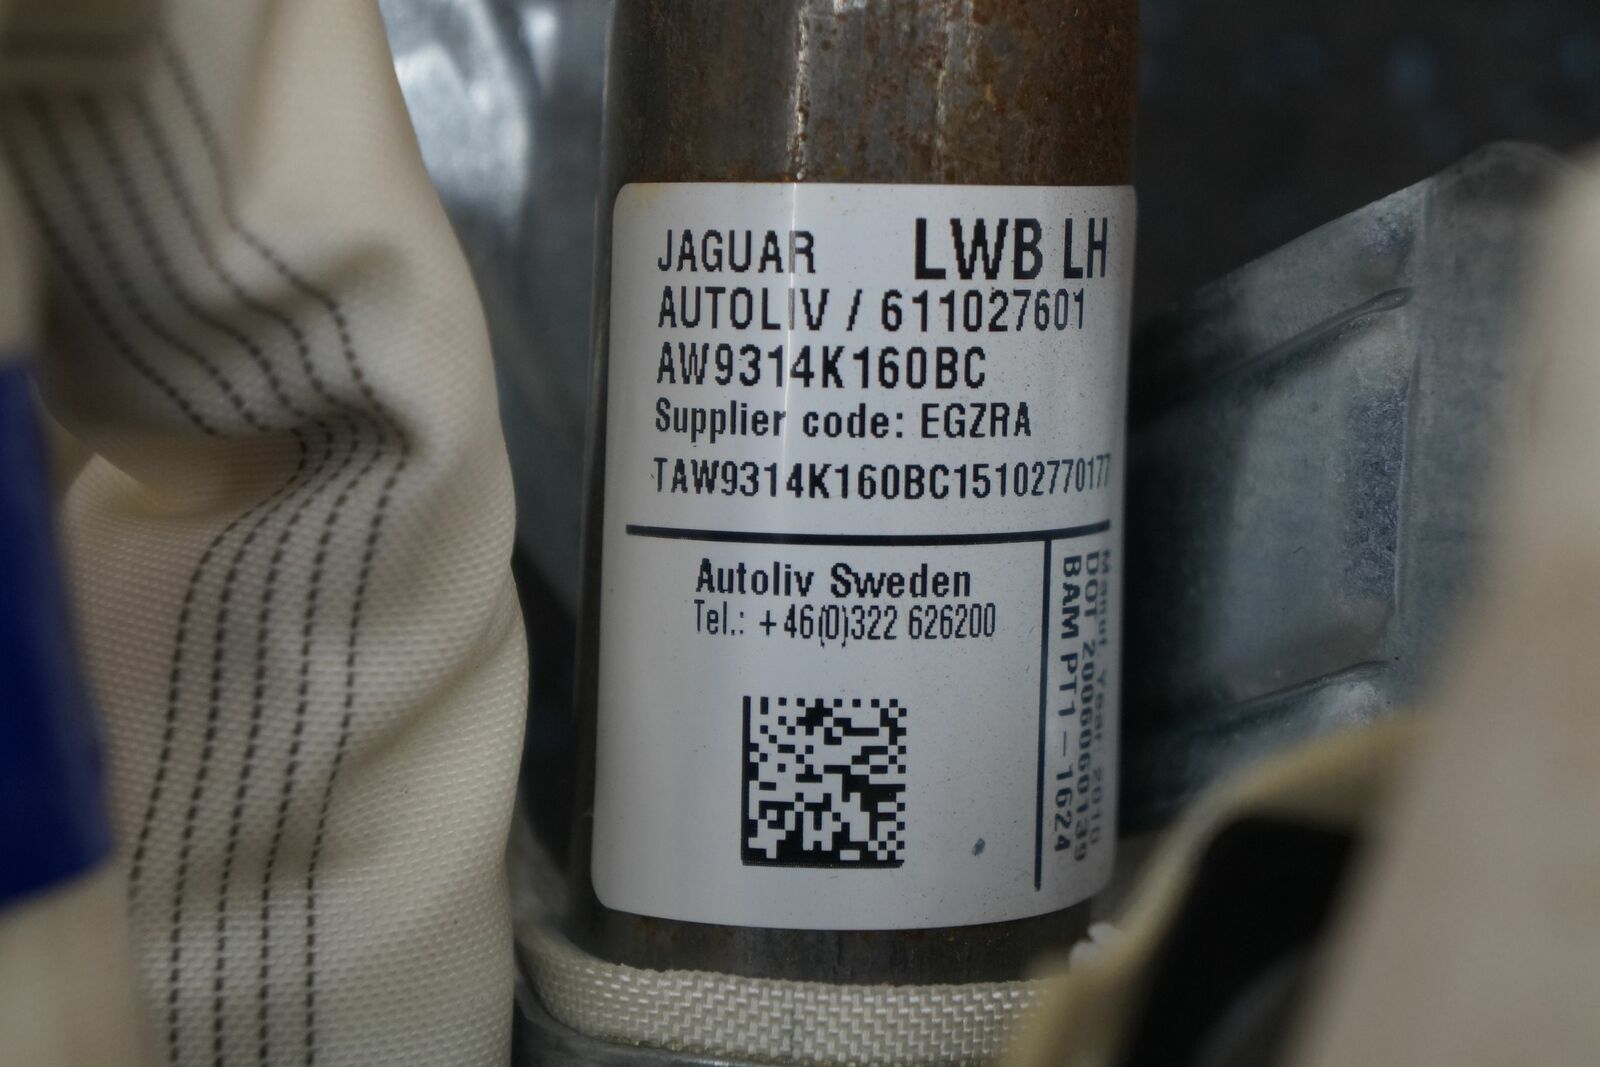 JAGUAR LWB LH
AUTOLIV / 611027601
AW9314K160BC
Supplier code: EGZRA
TAW9314K160BC15102770177
Autoliv Sweden
Tel.: +46(0)322 626200
Manuf Year 2010
DOT 2006060139
BAM PT1-1624